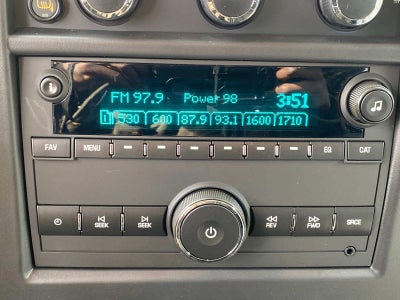 FM 97.9 Power 98 3:51
1 530 600 87.9 93.1 1600 1710
FAV MENU EQ CAT
SEEK SEEK REV FWD SRCE